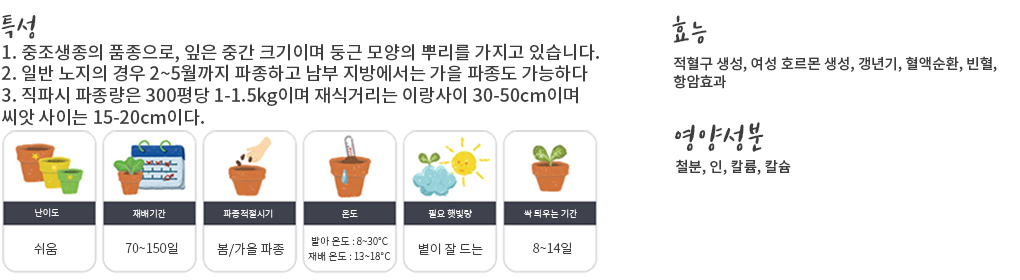 특성
1. 중조생종의 품종으로, 잎은 중간 크기이며 둥근 모양의 뿌리를 가지고 있습니다.
2. 일반 노지의 경우 2~5월까지 파종하고 남부 지방에서는 가을 파종도 가능하다
3. 직파시 파종량은 300평당 1-1.5kg이며 재식거리는 이랑사이 30-50cm이며
씨앗 사이는 15-20cm이다.
난이도
쉬움
재배기간
70~150일
파종적절시기
봄/가을 파종
온도
발아 온도 : 8~30°C
재배 온도 : 13~18°C
필요 햇빛량
볕이 잘 드는
싹 틔우는 기간
8~14일
효능
적혈구 생성, 여성 호르몬 생성, 갱년기, 혈액순환, 빈혈,
항암효과
영양성분
철분, 인, 칼륨, 칼슘